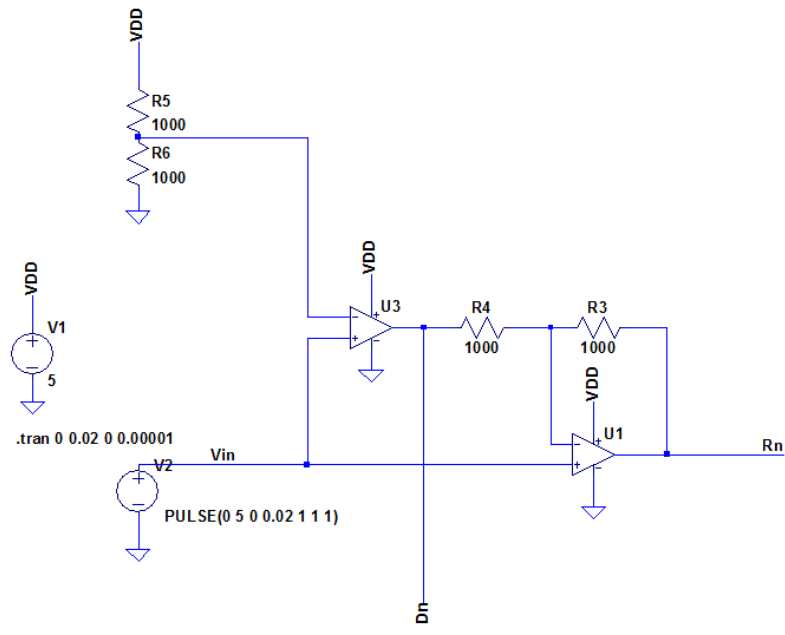 VDD
R5
1000
R6
1000
VDD
VDD
U3
R4
1000
R3
1000
V1
5
VDD
U1
.tran 0 0.02 0 0.00001
Vin
V2
Rn
PULSE(0 5 0 0.02 1 1 1)
Dn